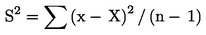 S² = ∑ (x − X)² / (n − 1)